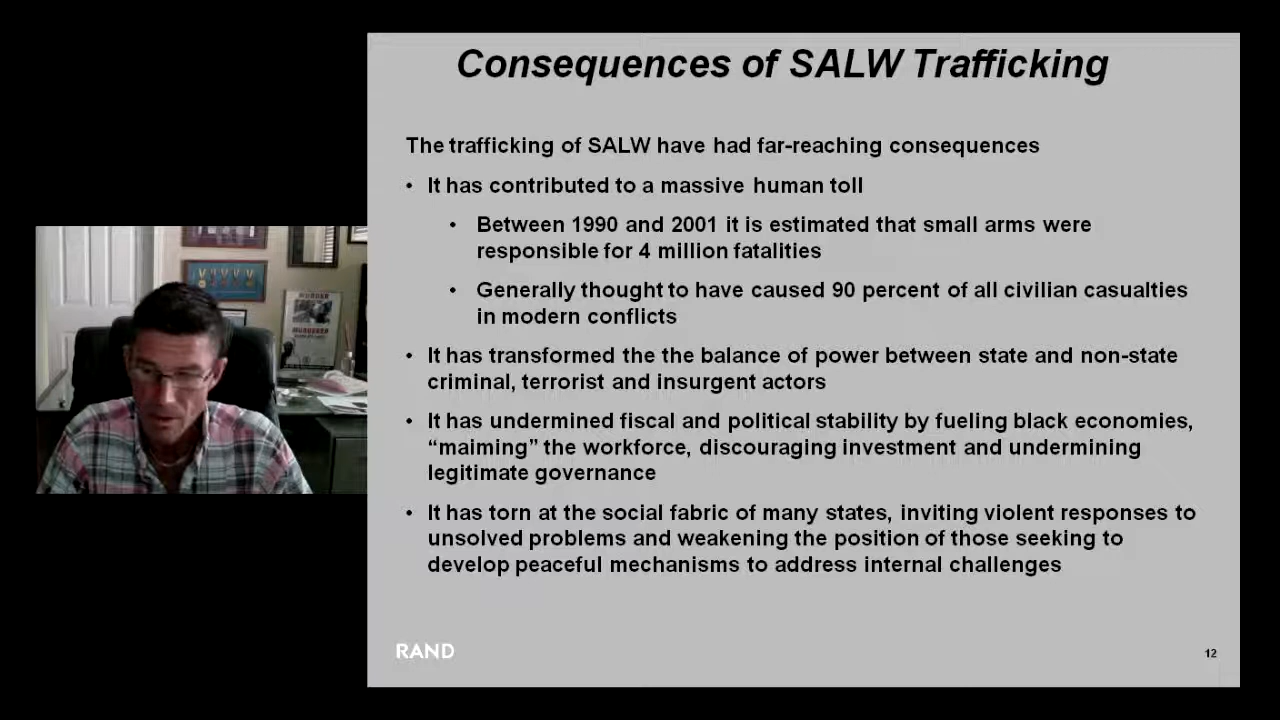 Consequences of SALW Trafficking
The trafficking of SALW have had far-reaching consequences
• It has contributed to a massive human toll
• Between 1990 and 2001 it is estimated that small arms were
responsible for 4 million fatalities
• Generally thought to have caused 90 percent of all civilian casualties
in modern conflicts
• It has transformed the the balance of power between state and non-state
criminal, terrorist and insurgent actors
• It has undermined fiscal and political stability by fueling black economies,
“maiming” the workforce, discouraging investment and undermining
legitimate governance
• It has torn at the social fabric of many states, inviting violent responses to
unsolved problems and weakening the position of those seeking to
develop peaceful mechanisms to address internal challenges
RAND
12
MURDER